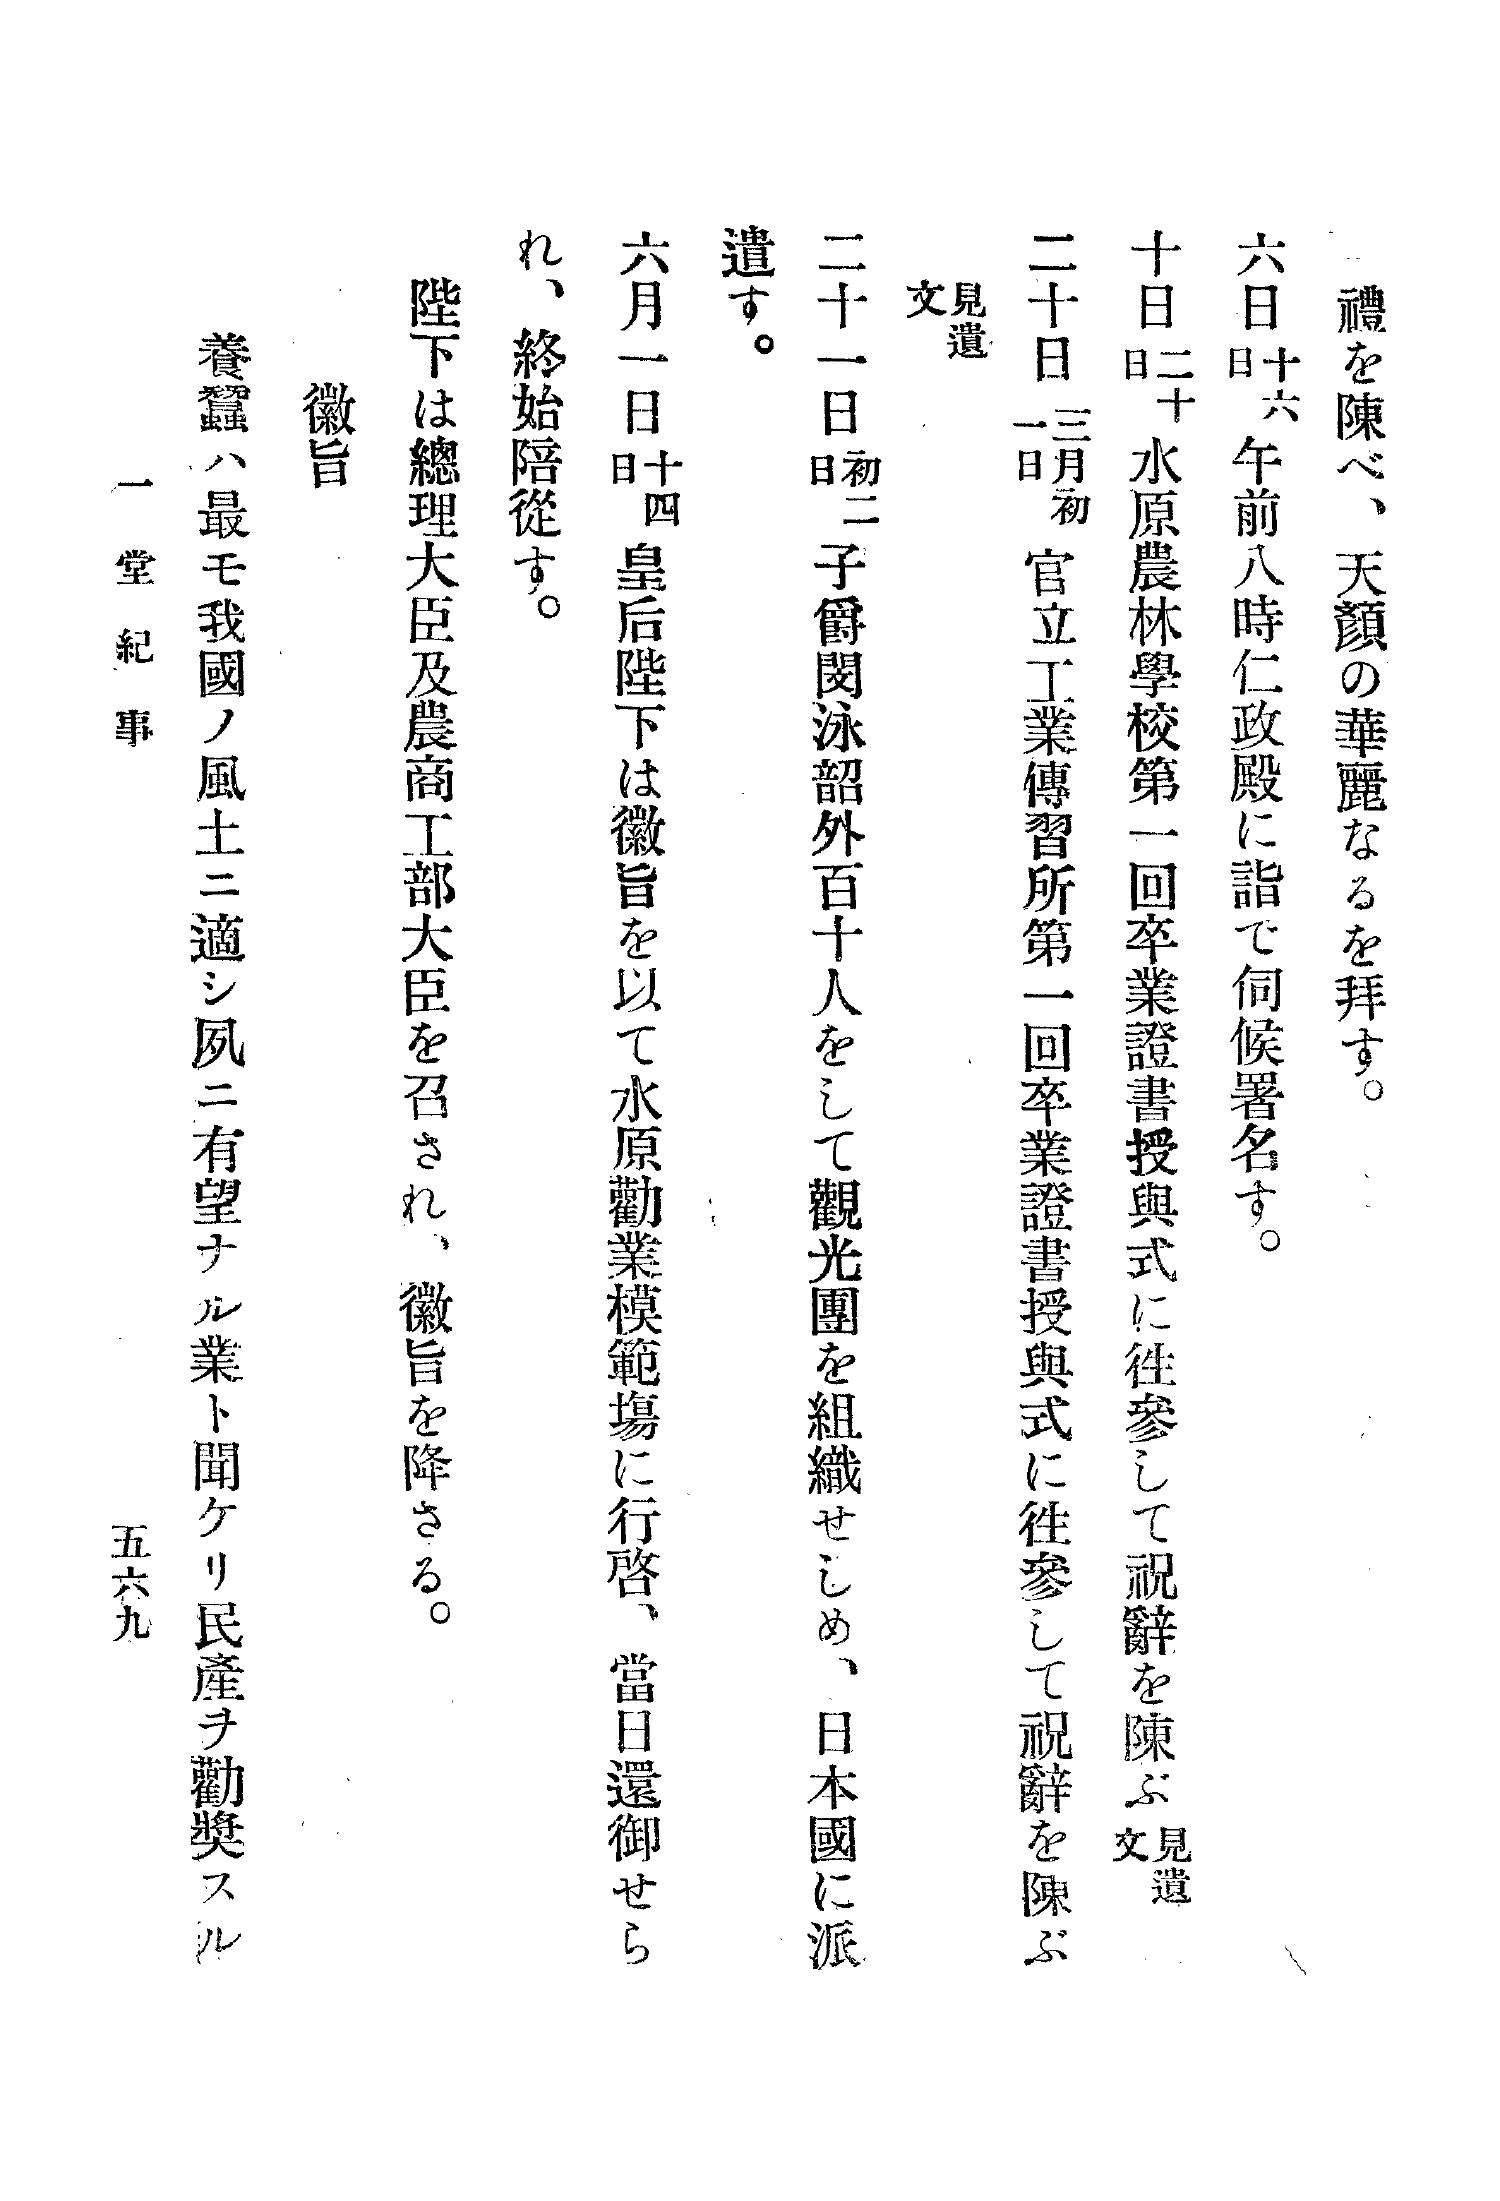 禮を陳べ、天顏の華麗なるを拜す。
六日十六日午前八時仁政殿に詣で伺候署名す。
十日二十日水原農林學校第一回卒業證書授與式に徃參して祝辭を陳ぶ見遺文
二十日三月初一日官立工業傳習所第一回卒業證書授與式に徃參して祝辭を陳ぶ
見遺文
二十一日初二日子爵閔泳韶外百十人をして觀光團を組織せしめ、日本國に派
遣す。
六月一日十四日皇后陛下は徽旨を以て水原勸業模範塲に行啓、當日還御せら
れ、終始陪從す。
陛下は總理大臣及農商工部大臣を召され、徽旨を降さる。
徽旨
養蠶ハ最モ我國ノ風土ニ適シ夙ニ有望ナル業ト聞ケリ民產ヲ勸奬スル
一堂紀事
五六九